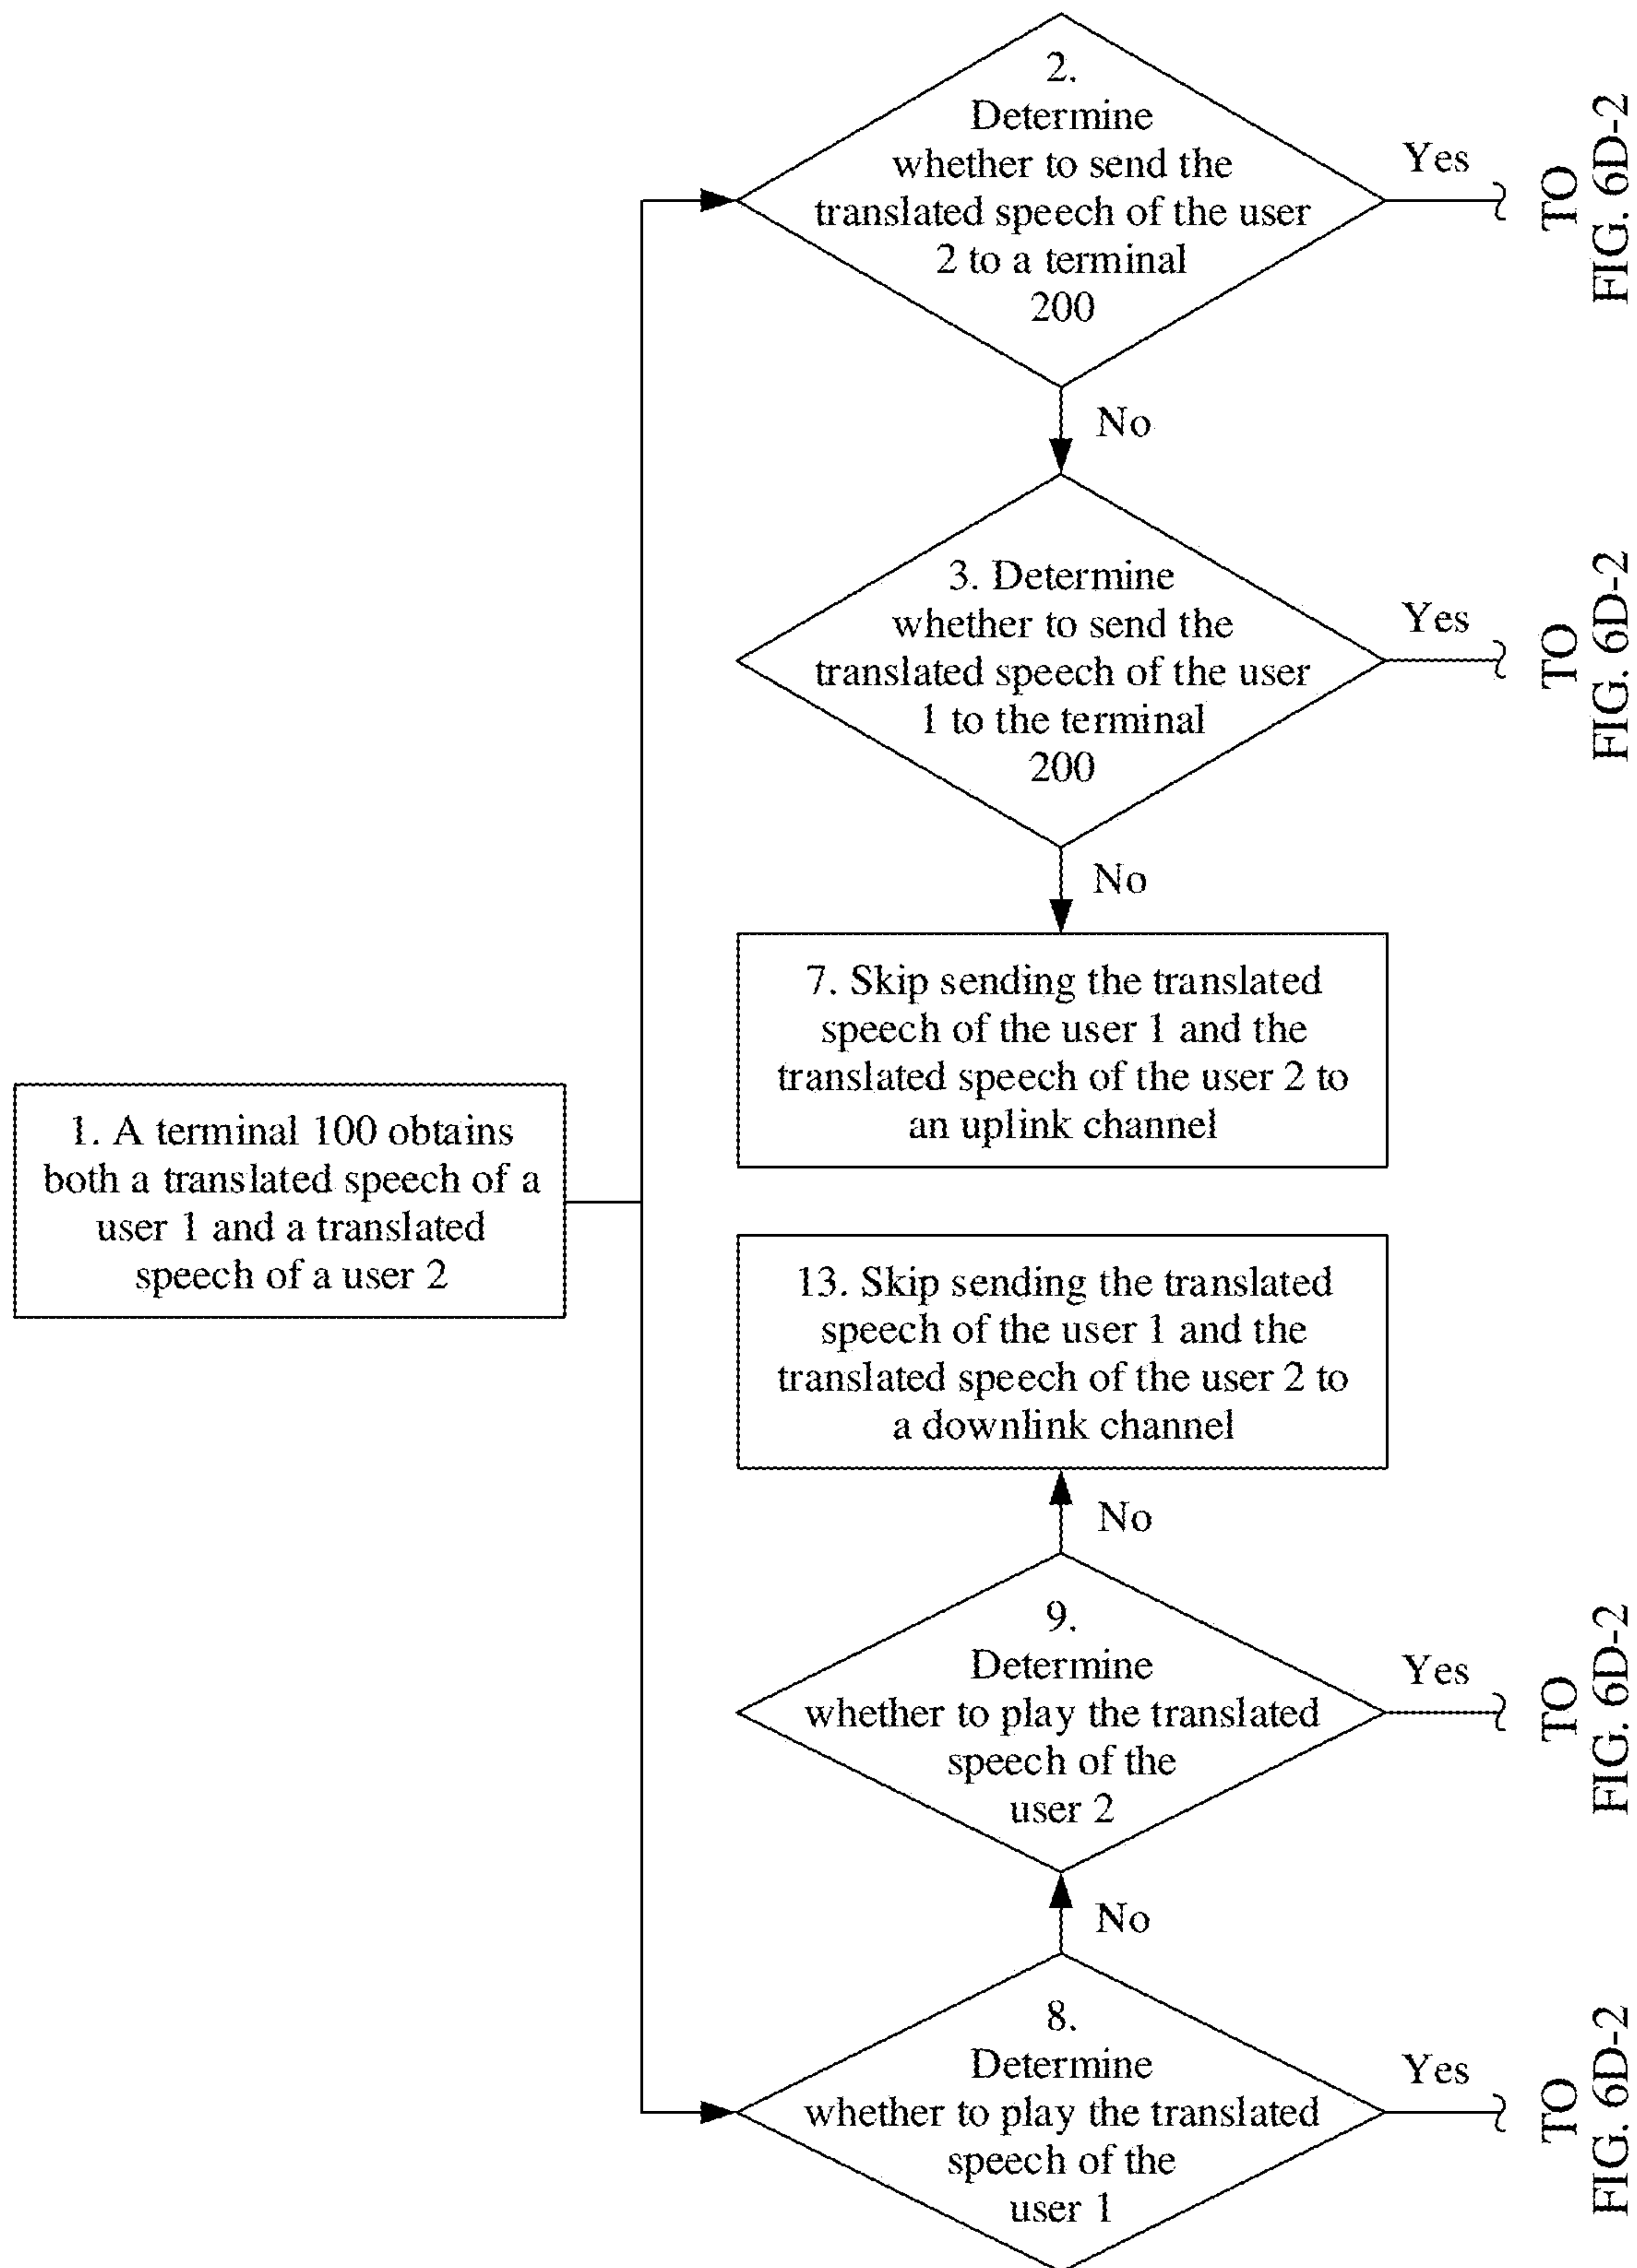 2.
Determine
whether to send the
translated speech of the user
2 to a terminal
200
Yes
TO
FIG. 6D-2
No
3. Determine
whether to send the
translated speech of the user
1 to the terminal
200
Yes
TO
FIG. 6D-2
No
7. Skip sending the translated
speech of the user 1 and the
translated speech of the user 2 to
an uplink channel
1. A terminal 100 obtains
both a translated speech of a
user 1 and a translated
speech of a user 2
13. Skip sending the translated
speech of the user 1 and the
translated speech of the user 2 to
a downlink channel
No
9.
Determine
whether to play the translated
speech of the
user 2
Yes
TO
FIG. 6D-2
No
8.
Determine
whether to play the translated
speech of the
user 1
Yes
TO
FIG. 6D-2